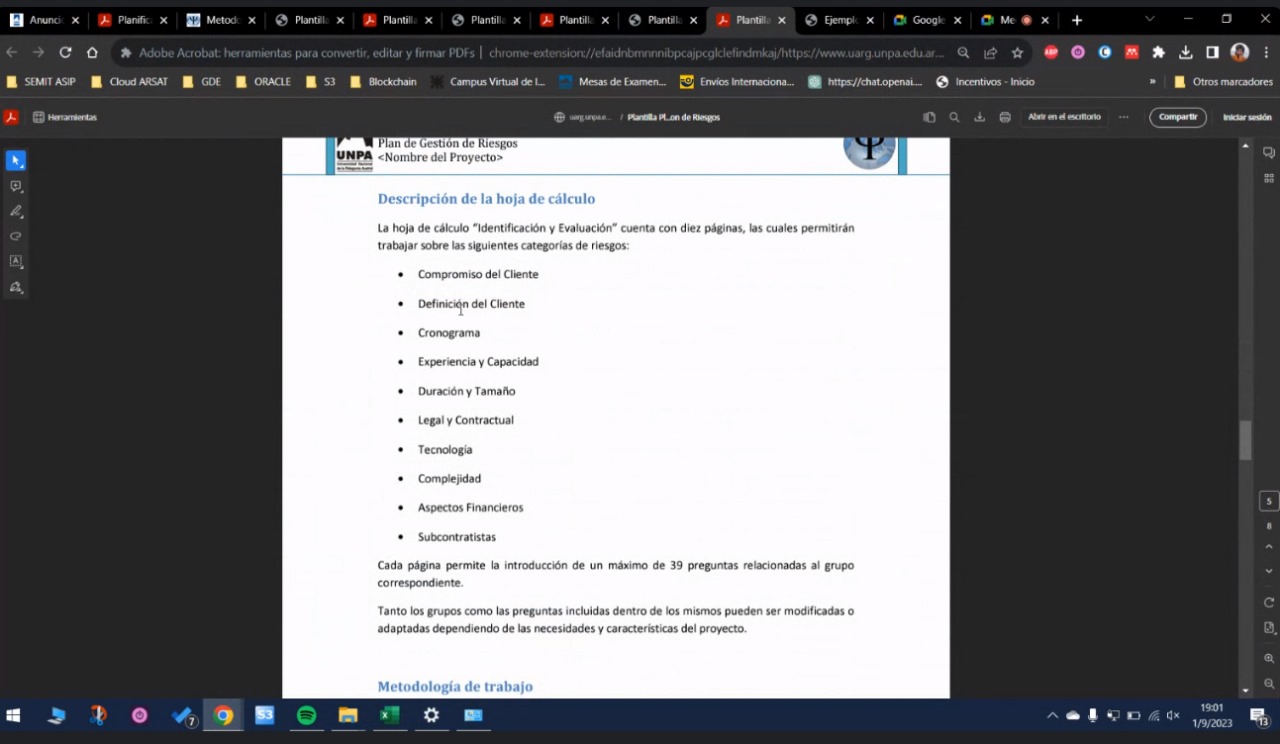 Anuncio
Planific
Metodo
Plantilla
Plantilla
Plantilla
Plantilla
Plantilla
Plantilla
Ejemplo
Google
Me
Adobe Acrobat: herramientas para convertir, editar y firmar PDFs | chrome-extension://efaidnbmnnnibpcajpcglclefindmkaj/https://www.uarg.unpa.edu.ar...
SEMIT ASIP
Cloud ARSAT
GDE
ORACLE
S3
Blockchain
Campus Virtual de I...
Mesas de Examen...
Envíos Internaciona...
https://chat.openai....
Incentivos - Inicio
»
Otros marcadores
Herramientas
uarg.unpa.e... / Plantilla Pl...on de Riesgos
Abrir en el escritorio
Compartir
Iniciar sesión
UNPA
Plan de Gestión de Riesgos
<Nombre del Proyecto>
Descripción de la hoja de cálculo
La hoja de cálculo “Identificación y Evaluación” cuenta con diez páginas, las cuales permitirán
trabajar sobre las siguientes categorías de riesgos:
• Compromiso del Cliente
• Definición del Cliente
• Cronograma
• Experiencia y Capacidad
• Duración y Tamaño
• Legal y Contractual
• Tecnología
• Complejidad
• Aspectos Financieros
• Subcontratistas
Cada página permite la introducción de un máximo de 39 preguntas relacionadas al grupo
correspondiente.
Tanto los grupos como las preguntas incluidas dentro de los mismos pueden ser modificadas o
adaptadas dependiendo de las necesidades y características del proyecto.
Metodología de trabajo
5
8
7
S3
19:01
1/9/2023
13